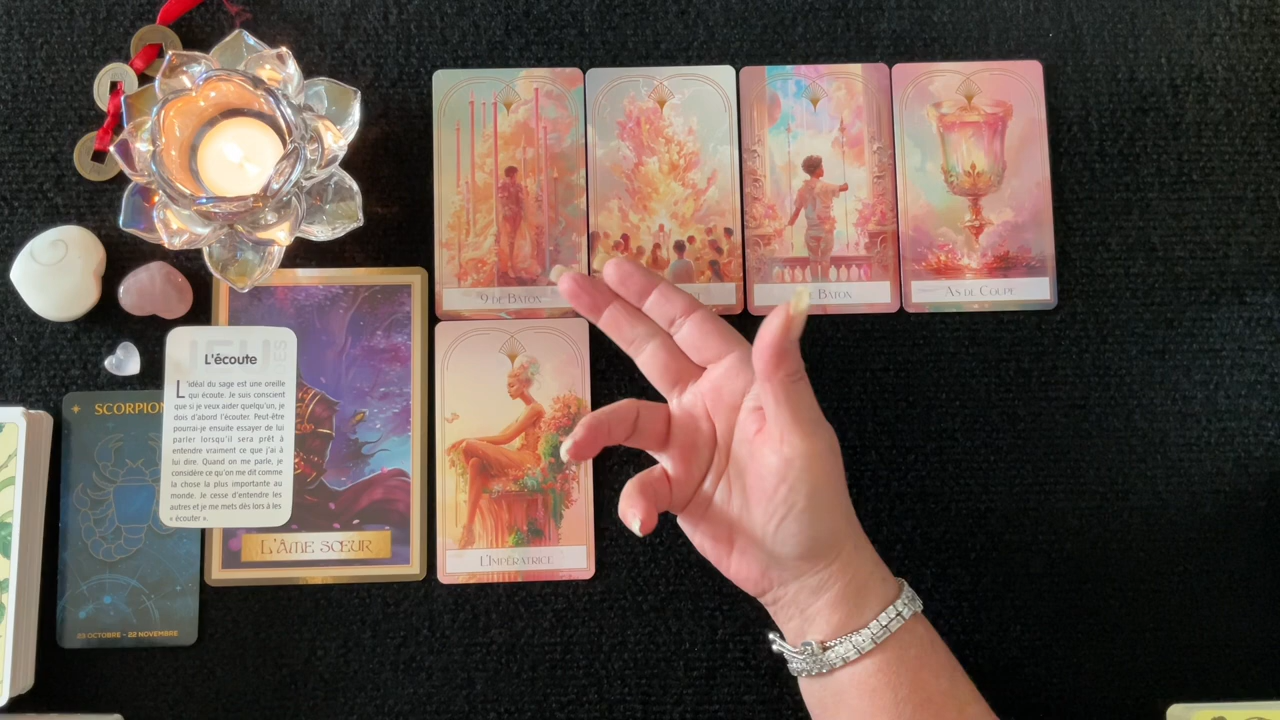 9 DE BÂTON
BÂTON
AS DE COUPE
L'écoute
L'idéal du sage est une oreille
qui écoute. Je suis conscient
que si je veux aider quelqu'un, je
dois d'abord l'écouter. Peut-être
pourrai-je ensuite essayer de lui
parler lorsqu'il sera prêt à
entendre vraiment ce que j'ai à
lui dire. Quand on me parle, je
considère ce qu'on me dit comme
la chose la plus importante au
monde. Je cesse d'entendre les
autres et je me mets dès lors à les
« écouter ».
SCORPION
23 OCTOBRE - 22 NOVEMBRE
L'ÂME SŒUR
L'IMPÉRATRICE